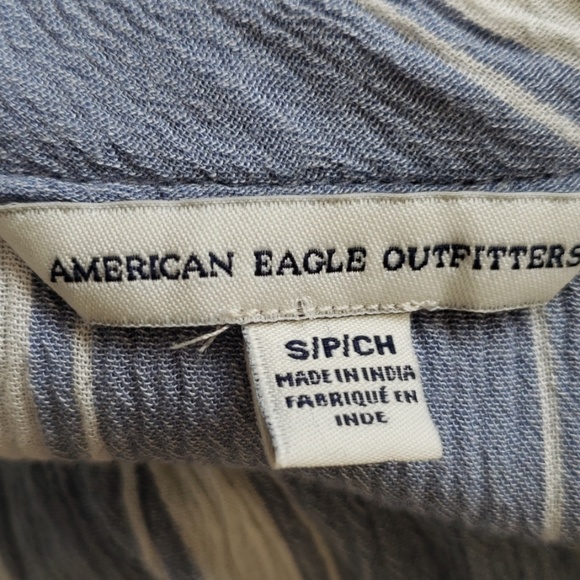 AMERICAN EAGLE OUTFITTERS
S/P/CH
MADE IN INDIA
FABRIQUÉ EN
INDE